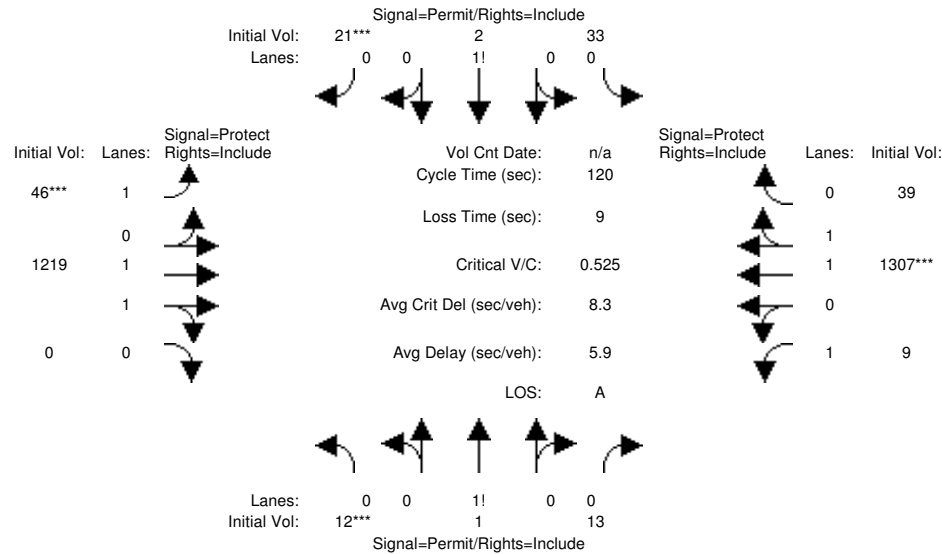 Signal=Permit/Rights=Include
Initial Vol: 21*** 2 33
Lanes: 0 0 1! 0 0
Signal=Protect Signal=Protect
Initial Vol: Lanes: Rights=Include Vol Cnt Date: n/a Rights=Include Lanes: Initial Vol:
Cycle Time (sec): 120
46*** 1 0 39
Loss Time (sec): 9
0 1
1219 1 Critical V/C: 0.525 1 1307***
1 Avg Crit Del (sec/veh): 8.3 0
0 0 Avg Delay (sec/veh): 5.9 1 9
LOS: A
Lanes: 0 0 1! 0 0
Initial Vol: 12*** 1 13
Signal=Permit/Rights=Include